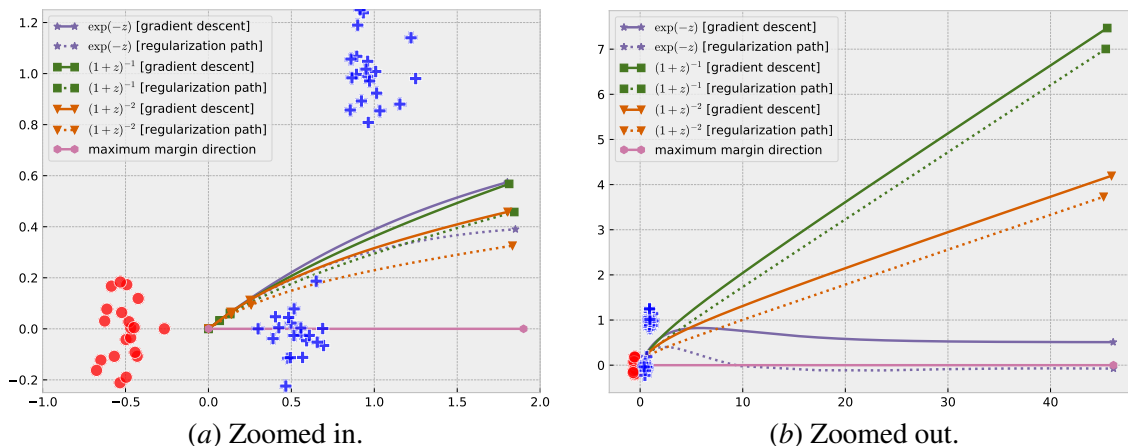 1.2
1.0
0.8
0.6
0.4
0.2
0.0
−0.2
−1.0 −0.5 0.0 0.5 1.0 1.5 2.0
exp(−z) [gradient descent]
exp(−z) [regularization path]
(1 + z)⁻¹ [gradient descent]
(1 + z)⁻¹ [regularization path]
(1 + z)⁻² [gradient descent]
(1 + z)⁻² [regularization path]
maximum margin direction
(a) Zoomed in.
7
6
5
4
3
2
1
0
0 10 20 30 40
exp(−z) [gradient descent]
exp(−z) [regularization path]
(1 + z)⁻¹ [gradient descent]
(1 + z)⁻¹ [regularization path]
(1 + z)⁻² [gradient descent]
(1 + z)⁻² [regularization path]
maximum margin direction
(b) Zoomed out.